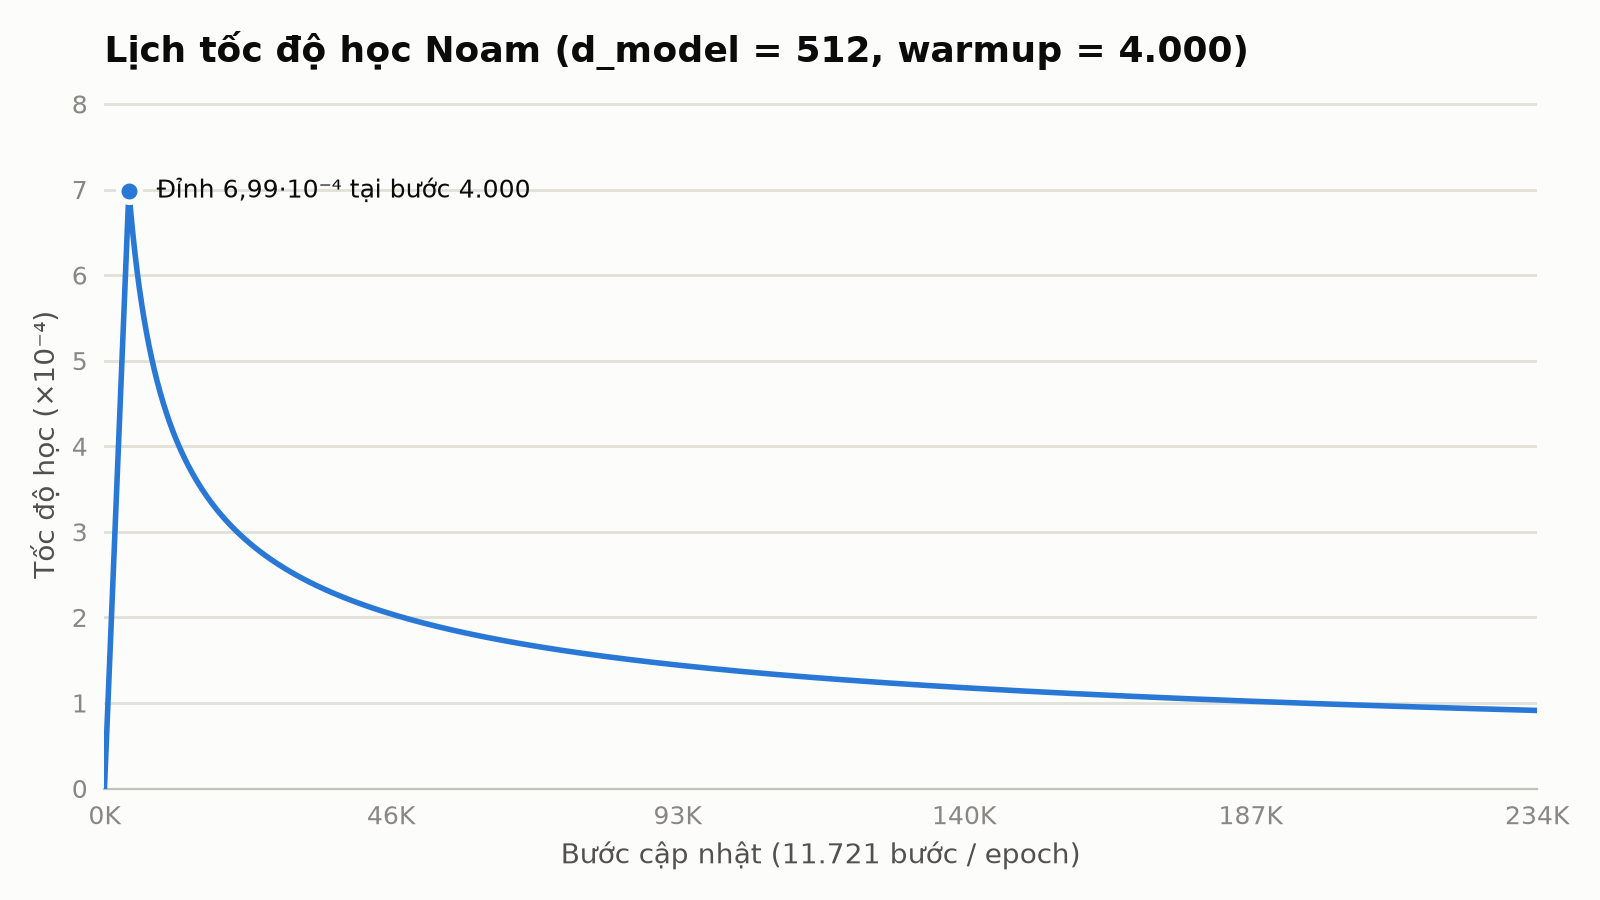 Lịch tốc độ học Noam (d_model = 512, warmup = 4.000)
8
7
6
5
4
3
2
1
0
Đỉnh 6,99·10⁻⁴ tại bước 4.000
Tốc độ học (×10⁻⁴)
0K 46K 93K 140K 187K 234K
Bước cập nhật (11.721 bước / epoch)